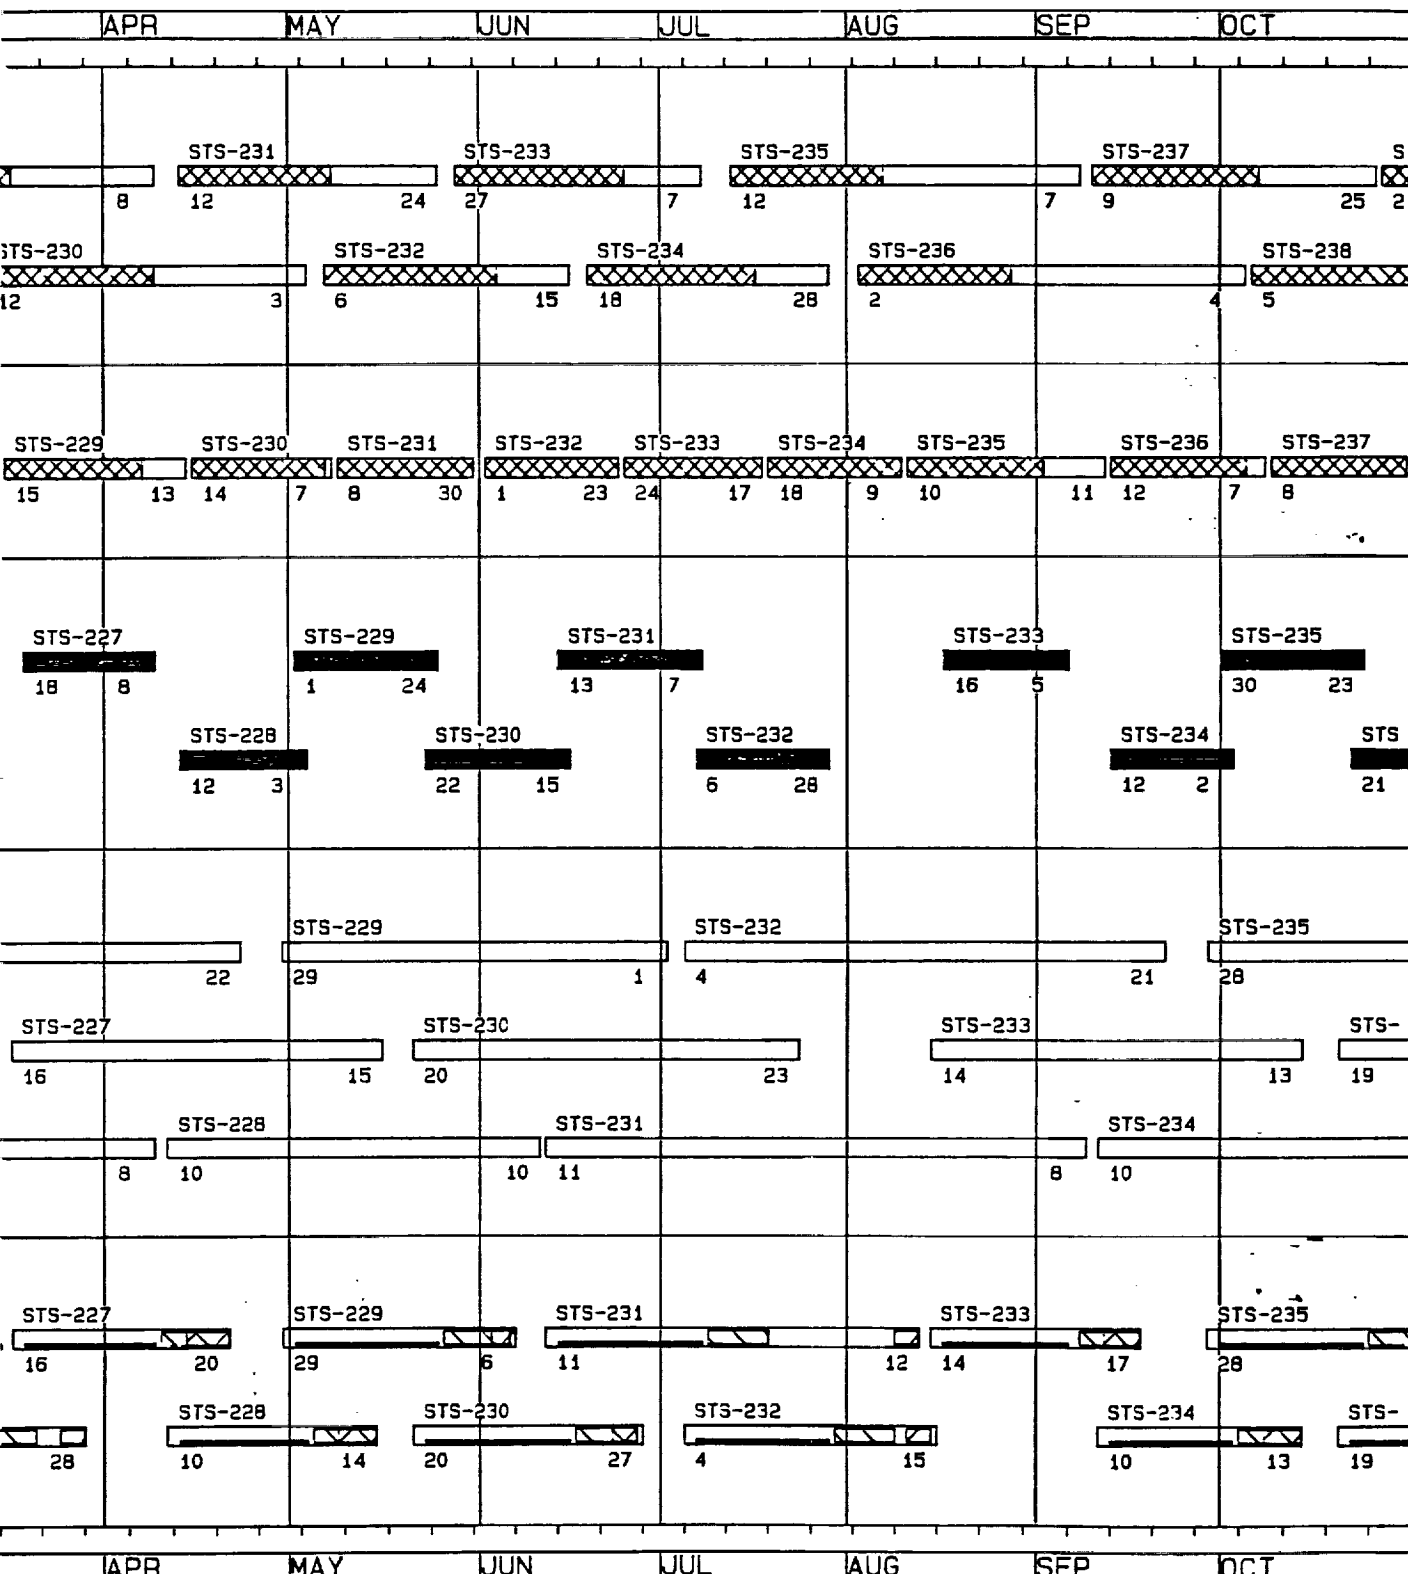 APR MAY JUN JUL AUG SEP OCT
STS-231 STS-233 STS-235 STS-237 S
8 12 24 27 7 12 7 9 25 2
STS-230 STS-232 STS-234 STS-236 STS-238
12 3 6 15 18 28 2 4 5
STS-229 STS-230 STS-231 STS-232 STS-233 STS-234 STS-235 STS-236 STS-237
15 13 14 7 8 30 1 23 24 17 18 9 10 11 12 7 8
STS-227 STS-229 STS-231 STS-233 STS-235
18 8 1 24 13 7 16 5 30 23
STS-228 STS-230 STS-232 STS-234 STS
12 3 22 15 6 28 12 2 21
STS-229 STS-232 STS-235
22 29 1 4 21 28
STS-227 STS-230 STS-233 STS-
16 15 20 23 14 13 19
STS-228 STS-231 STS-234
8 10 10 11 8 10
STS-227 STS-229 STS-231 STS-233 STS-235
16 20 29 6 11 12 14 17 28
STS-228 STS-230 STS-232 STS-234 STS-
28 10 14 20 27 4 15 10 13 19
APR MAY JUN JUL AUG SEP OCT